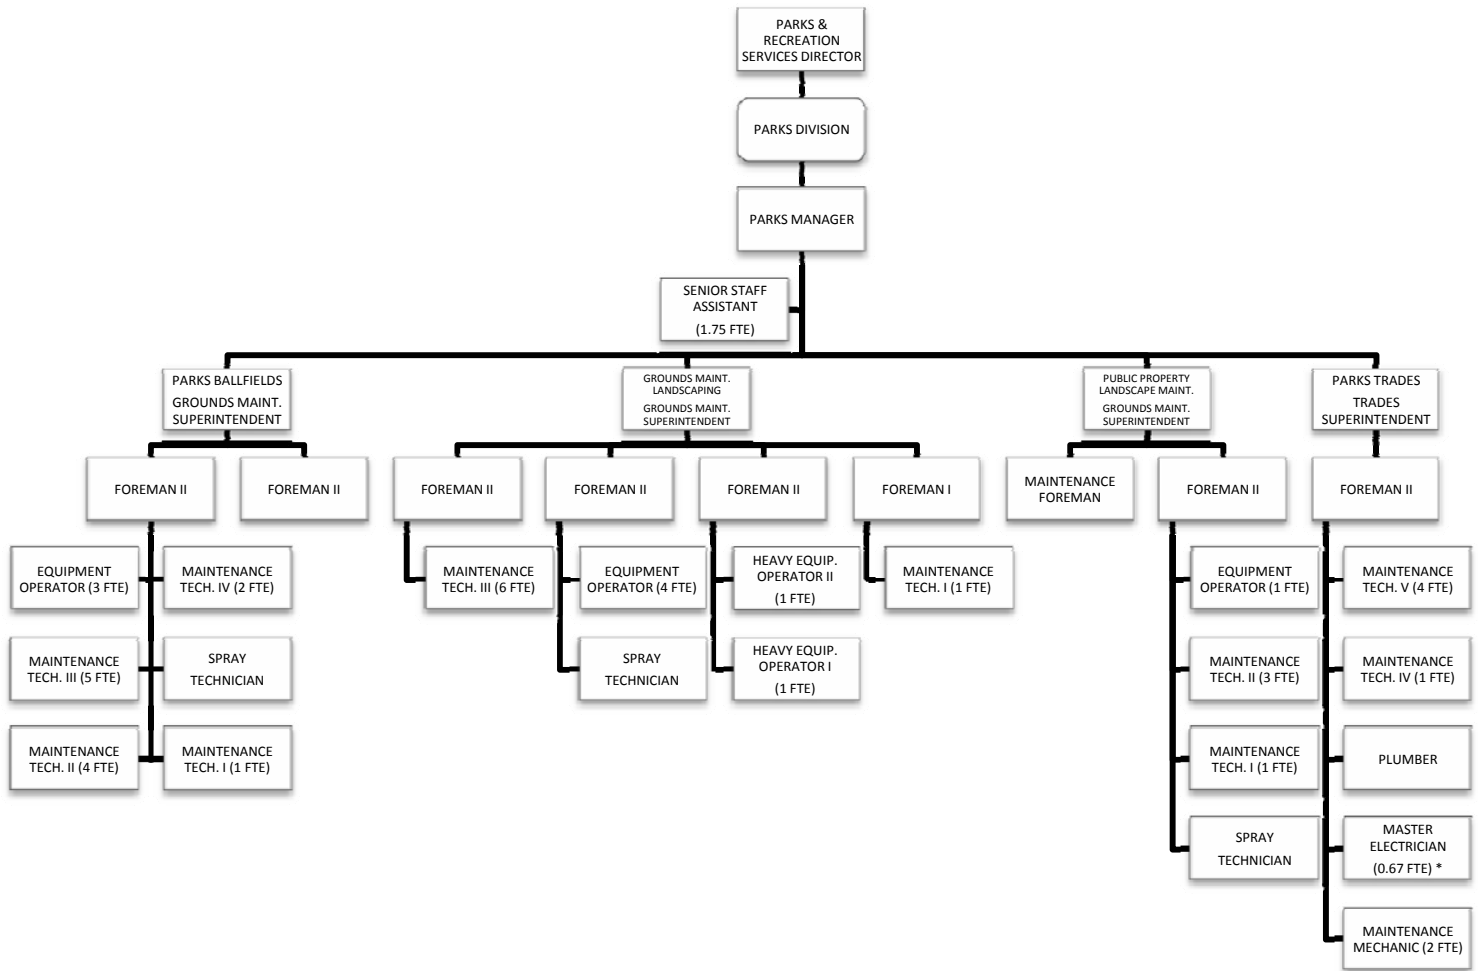 PARKS &
RECREATION
SERVICES DIRECTOR
PARKS DIVISION
PARKS MANAGER
SENIOR STAFF
ASSISTANT
(1.75 FTE)
PARKS BALLFIELDS
GROUNDS MAINT.
SUPERINTENDENT
GROUNDS MAINT.
LANDSCAPING
GROUNDS MAINT.
SUPERINTENDENT
PUBLIC PROPERTY
LANDSCAPE MAINT.
GROUNDS MAINT.
SUPERINTENDENT
PARKS TRADES
TRADES
SUPERINTENDENT
FOREMAN II
FOREMAN II
FOREMAN II
FOREMAN II
FOREMAN II
FOREMAN I
MAINTENANCE
FOREMAN
FOREMAN II
FOREMAN II
EQUIPMENT
OPERATOR (3 FTE)
MAINTENANCE
TECH. IV (2 FTE)
MAINTENANCE
TECH. III (5 FTE)
SPRAY
TECHNICIAN
MAINTENANCE
TECH. II (4 FTE)
MAINTENANCE
TECH. I (1 FTE)
MAINTENANCE
TECH. III (6 FTE)
EQUIPMENT
OPERATOR (4 FTE)
SPRAY
TECHNICIAN
HEAVY EQUIP.
OPERATOR II
(1 FTE)
HEAVY EQUIP.
OPERATOR I
(1 FTE)
MAINTENANCE
TECH. I (1 FTE)
EQUIPMENT
OPERATOR (1 FTE)
MAINTENANCE
TECH. II (3 FTE)
MAINTENANCE
TECH. I (1 FTE)
SPRAY
TECHNICIAN
MAINTENANCE
TECH. V (4 FTE)
MAINTENANCE
TECH. IV (1 FTE)
PLUMBER
MASTER
ELECTRICIAN
(0.67 FTE) *
MAINTENANCE
MECHANIC (2 FTE)